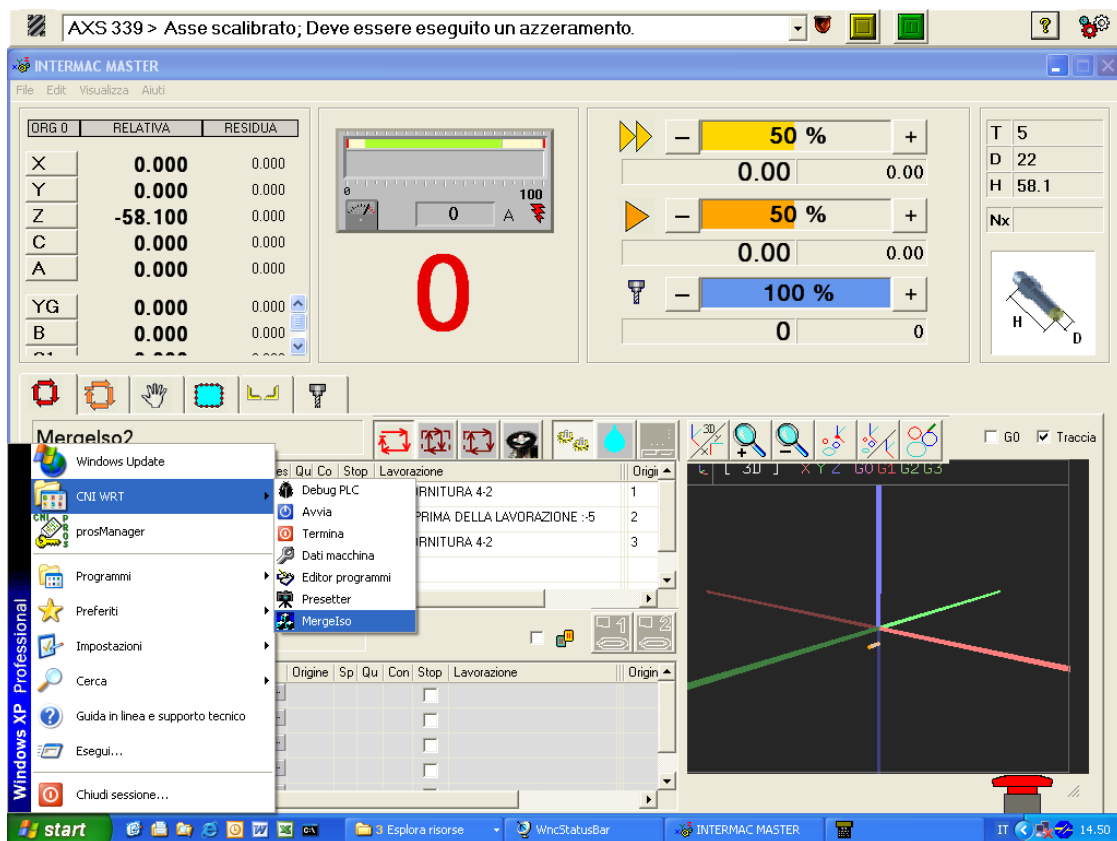 AXS 339 > Asse scalibrato; Deve essere eseguito un azzeramento.
INTERMAC MASTER
File Edit Visualizza Aiuti
ORG 0 RELATIVA RESIDUA
X 0.000 0.000
Y 0.000 0.000
Z -58.100 0.000
C 0.000 0.000
A 0.000 0.000
YG 0.000 0.000
B 0.000 0.000
0 100
0 A
0
50 %
0.00 0.00
50 %
0.00 0.00
100 %
0 0
T 5
D 22
H 58.1
Nx
H D
MergeIso2
G0 Traccia
Qu Co Stop Lavorazione
ORNITURA 4-2 1
PRIMA DELLA LAVORAZIONE :-5 2
ORNITURA 4-2 3
[ 3D ] X Y Z G0 G1 G2 G3
1 2
Origine Sp Qu Con Stop Lavorazione Origin
Windows XP Professional
Windows Update
CNI WRT
prosManager
Programmi
Preferiti
Impostazioni
Cerca
Guida in linea e supporto tecnico
Esegui...
Chiudi sessione...
Debug PLC
Avvia
Termina
Dati macchina
Editor programmi
Presetter
MergeIso
start
3 Esplora risorse
WncStatusBar
INTERMAC MASTER
IT
14.50